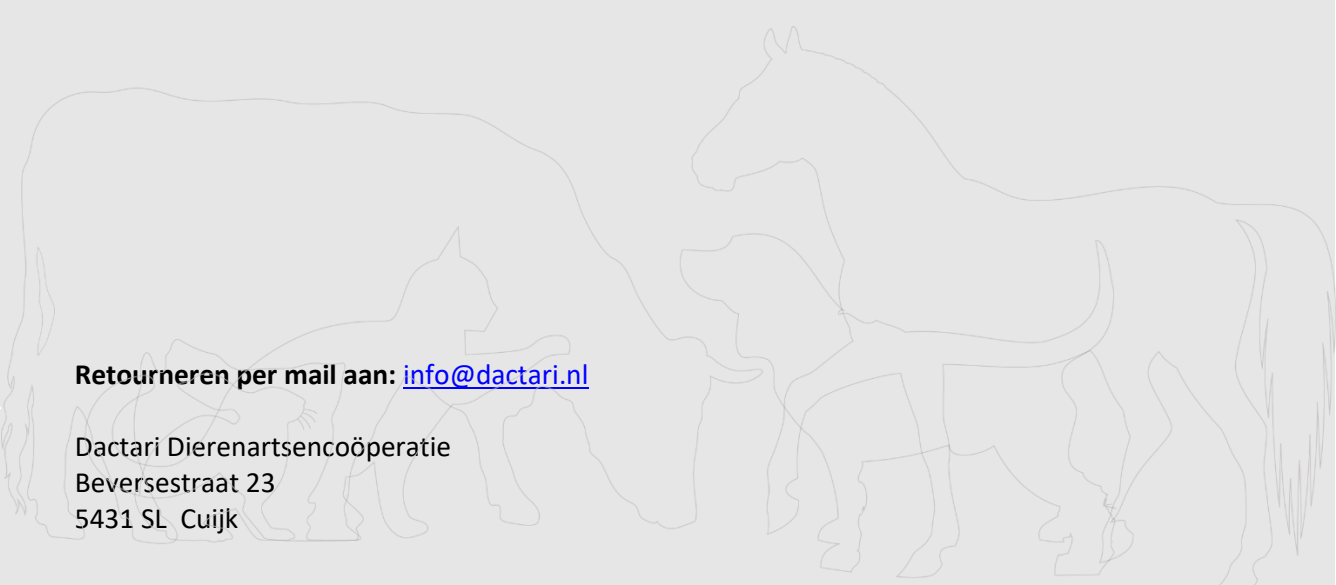 Retourneren per mail aan: info@dactari.nl
Dactari Dierenartsencoöperatie
Beversestraat 23
5431 SL  Cuijk